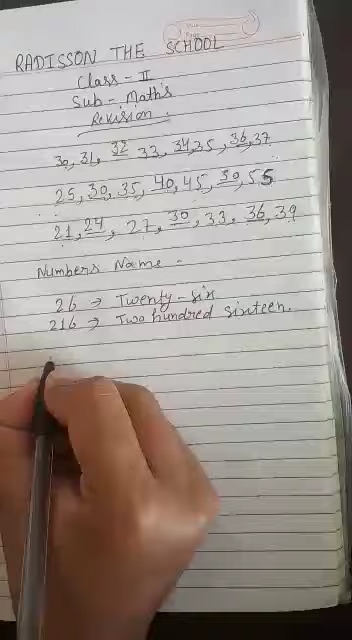 RADISSON THE SCHOOL
Class - II
Sub - Math's
Revision.
30, 31, 32 33, 34, 35, 36, 37
25, 30, 35, 40, 45, 50, 55
21, 24, 27, 30, 33, 36, 39
Numbers Name -
26 → Twenty-six
216 → Two hundred sixteen.